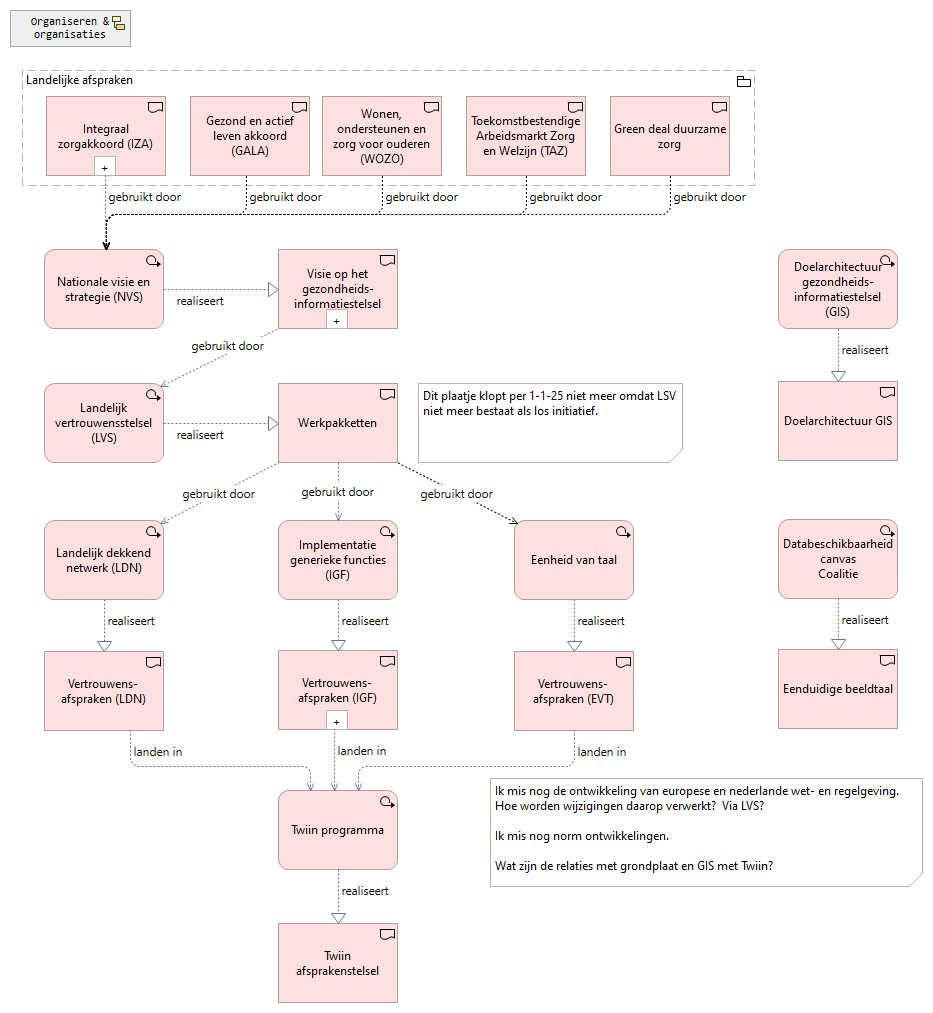 Organiseren &
organisaties
Landelijke afspraken
Integraal
zorgakkoord (IZA)
+
Gezond en actief
leven akkoord
(GALA)
Wonen,
ondersteunen en
zorg voor ouderen
(WOZO)
Toekomstbestendige
Arbeidsmarkt Zorg
en Welzijn (TAZ)
Green deal duurzame
zorg
gebruikt door
gebruikt door
gebruikt door
gebruikt door
gebruikt door
Nationale visie en
strategie (NVS)
realiseert
Visie op het
gezondheids-
informatiestelsel
+
Doelarchitectuur
gezondheids-
informatiestelsel
(GIS)
gebruikt door
realiseert
Landelijk
vertrouwensstelsel
(LVS)
realiseert
Werkpakketten
Dit plaatje klopt per 1-1-25 niet meer omdat LSV
niet meer bestaat als los initiatief.
Doelarchitectuur GIS
gebruikt door
gebruikt door
gebruikt door
Landelijk dekkend
netwerk (LDN)
Implementatie
generieke functies
(IGF)
Eenheid van taal
Databeschikbaarheid
canvas
Coalitie
realiseert
realiseert
realiseert
realiseert
Vertrouwens-
afspraken (LDN)
Vertrouwens-
afspraken (IGF)
+
Vertrouwens-
afspraken (EVT)
Eenduidige beeldtaal
landen in
landen in
landen in
Twiin programma
Ik mis nog de ontwikkeling van europese en nederlande wet- en regelgeving.
Hoe worden wijzigingen daarop verwerkt?  Via LVS?
Ik mis nog norm ontwikkelingen.
Wat zijn de relaties met grondplaat en GIS met Twiin?
realiseert
Twiin
afsprakenstelsel